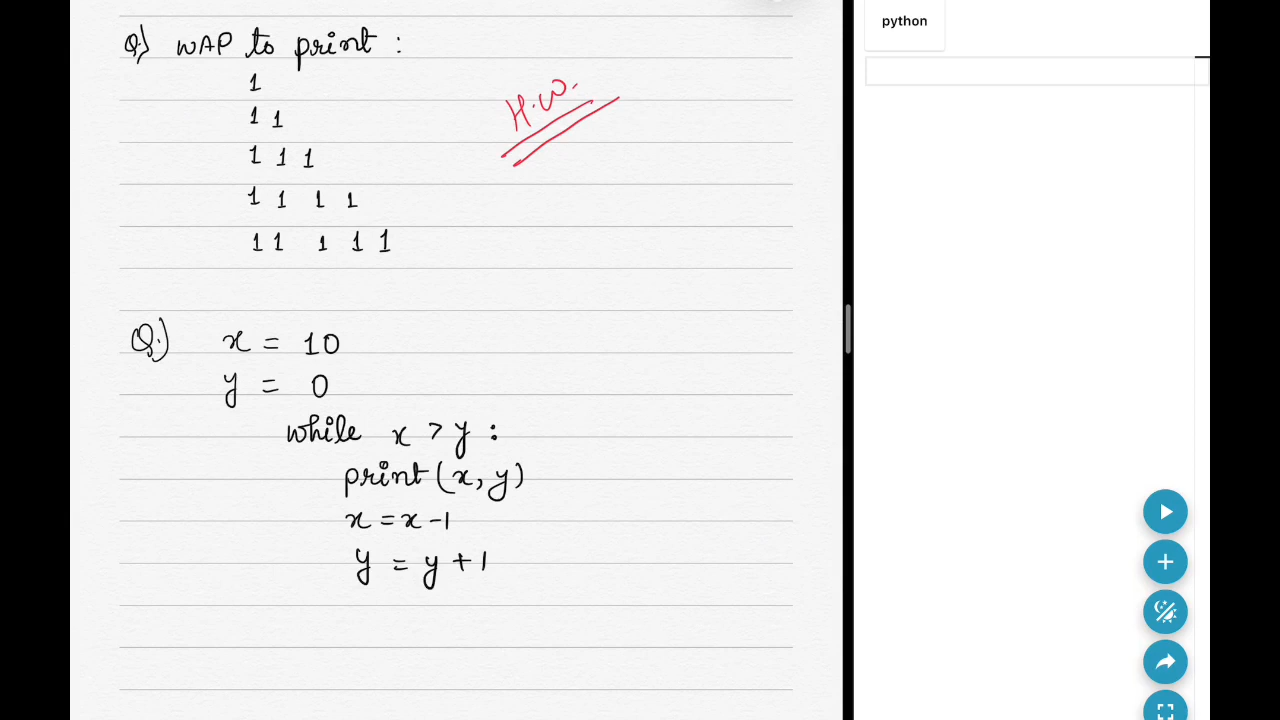 Q) WAP to print :
1
1 1
1 1 1
1 1 1 1
1 1 1 1 1
H.W.
Q.) x = 10
y = 0
while x > y :
print (x, y)
x = x - 1
y = y + 1
python